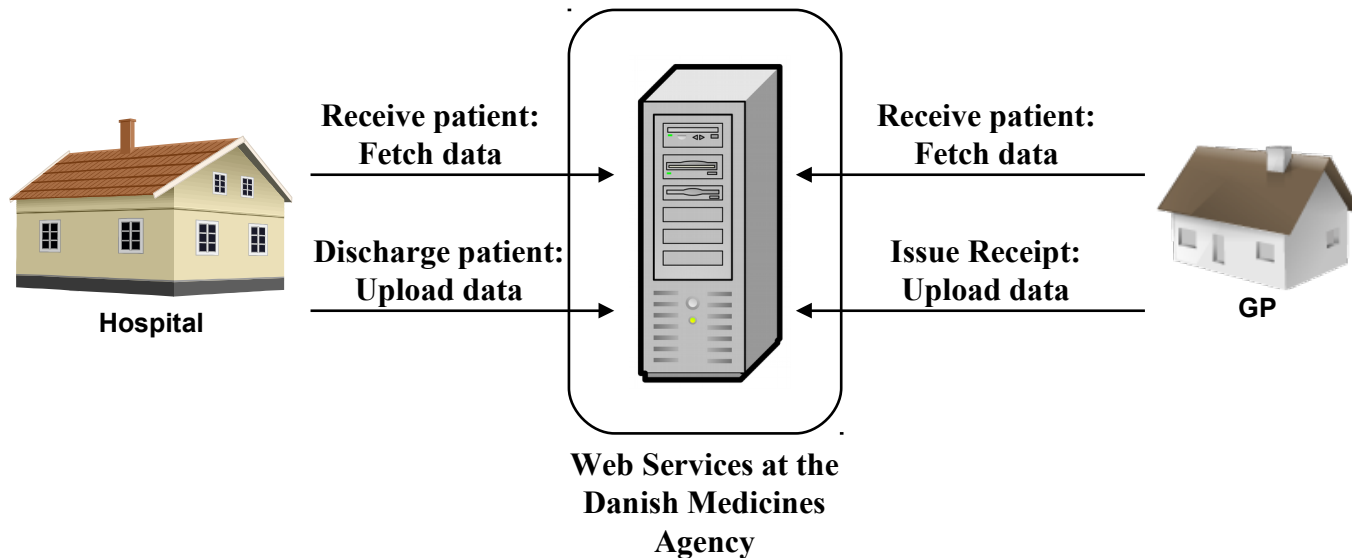 Receive patient:
Fetch data
Discharge patient:
Upload data
Hospital
Receive patient:
Fetch data
Issue Receipt:
Upload data
GP
Web Services at the
Danish Medicines
Agency